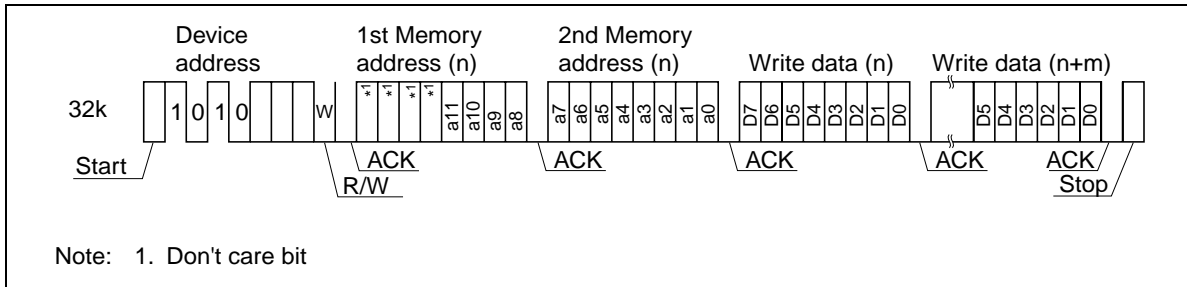 Device address
1st Memory address (n)
2nd Memory address (n)
Write data (n)
Write data (n+m)
32k
1 0 1 0 W *1 *1 *1 *1 a11 a10 a9 a8 a7 a6 a5 a4 a3 a2 a1 a0 D7 D6 D5 D4 D3 D2 D1 D0 D5 D4 D3 D2 D1 D0
Start ACK ACK ACK ACK ACK
R/W Stop
Note: 1. Don't care bit